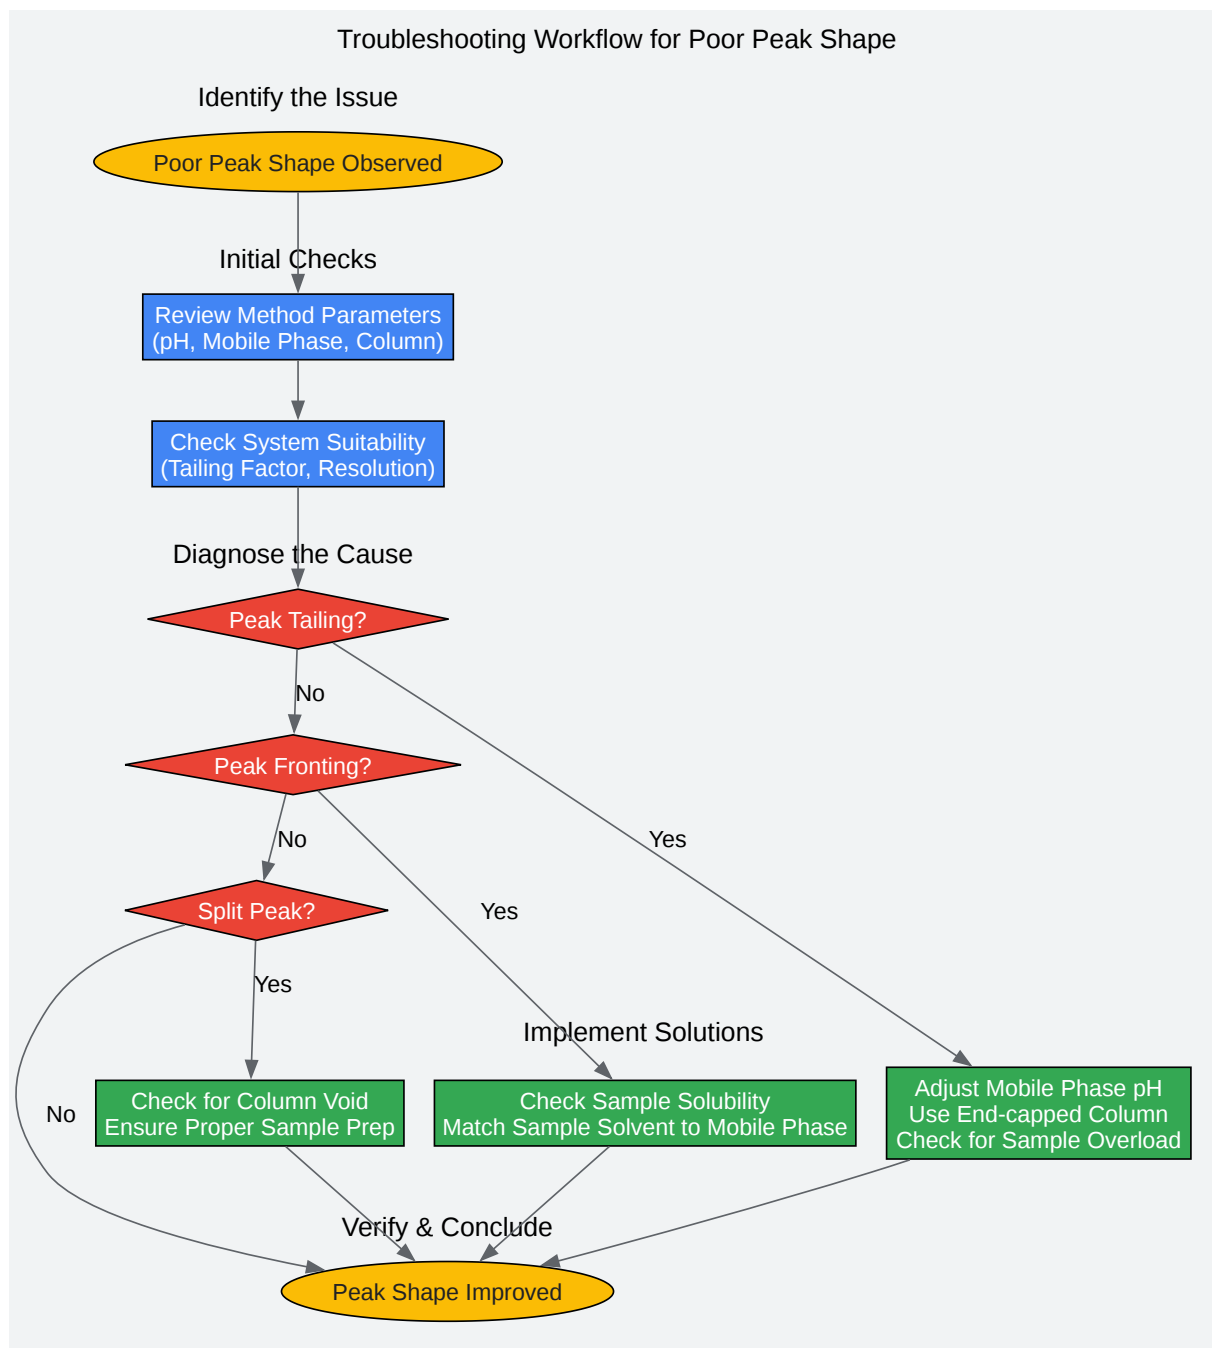 Troubleshooting Workflow for Poor Peak Shape
Identify the Issue
Poor Peak Shape Observed
Initial Checks
Review Method Parameters
(pH, Mobile Phase, Column)
Check System Suitability
(Tailing Factor, Resolution)
Diagnose the Cause
Peak Tailing?
No
Peak Fronting?
No
Yes
Split Peak?
Yes
Yes
Implement Solutions
No
Check for Column Void
Ensure Proper Sample Prep
Check Sample Solubility
Match Sample Solvent to Mobile Phase
Adjust Mobile Phase pH
Use End-capped Column
Check for Sample Overload
Verify & Conclude
Peak Shape Improved